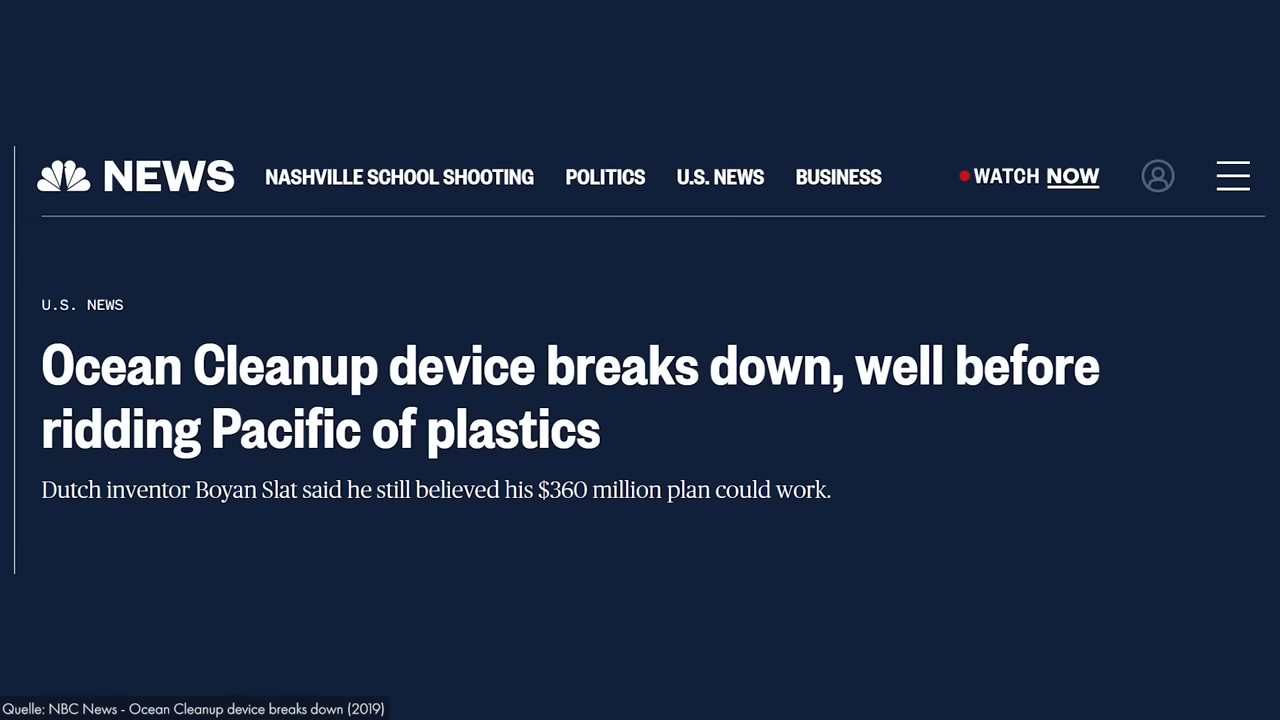 NEWS NASHVILLE SCHOOL SHOOTING POLITICS U.S. NEWS BUSINESS WATCH NOW
U.S. NEWS
Ocean Cleanup device breaks down, well before
ridding Pacific of plastics
Dutch inventor Boyan Slat said he still believed his $360 million plan could work.
Quelle: NBC News - Ocean Cleanup device breaks down (2019)